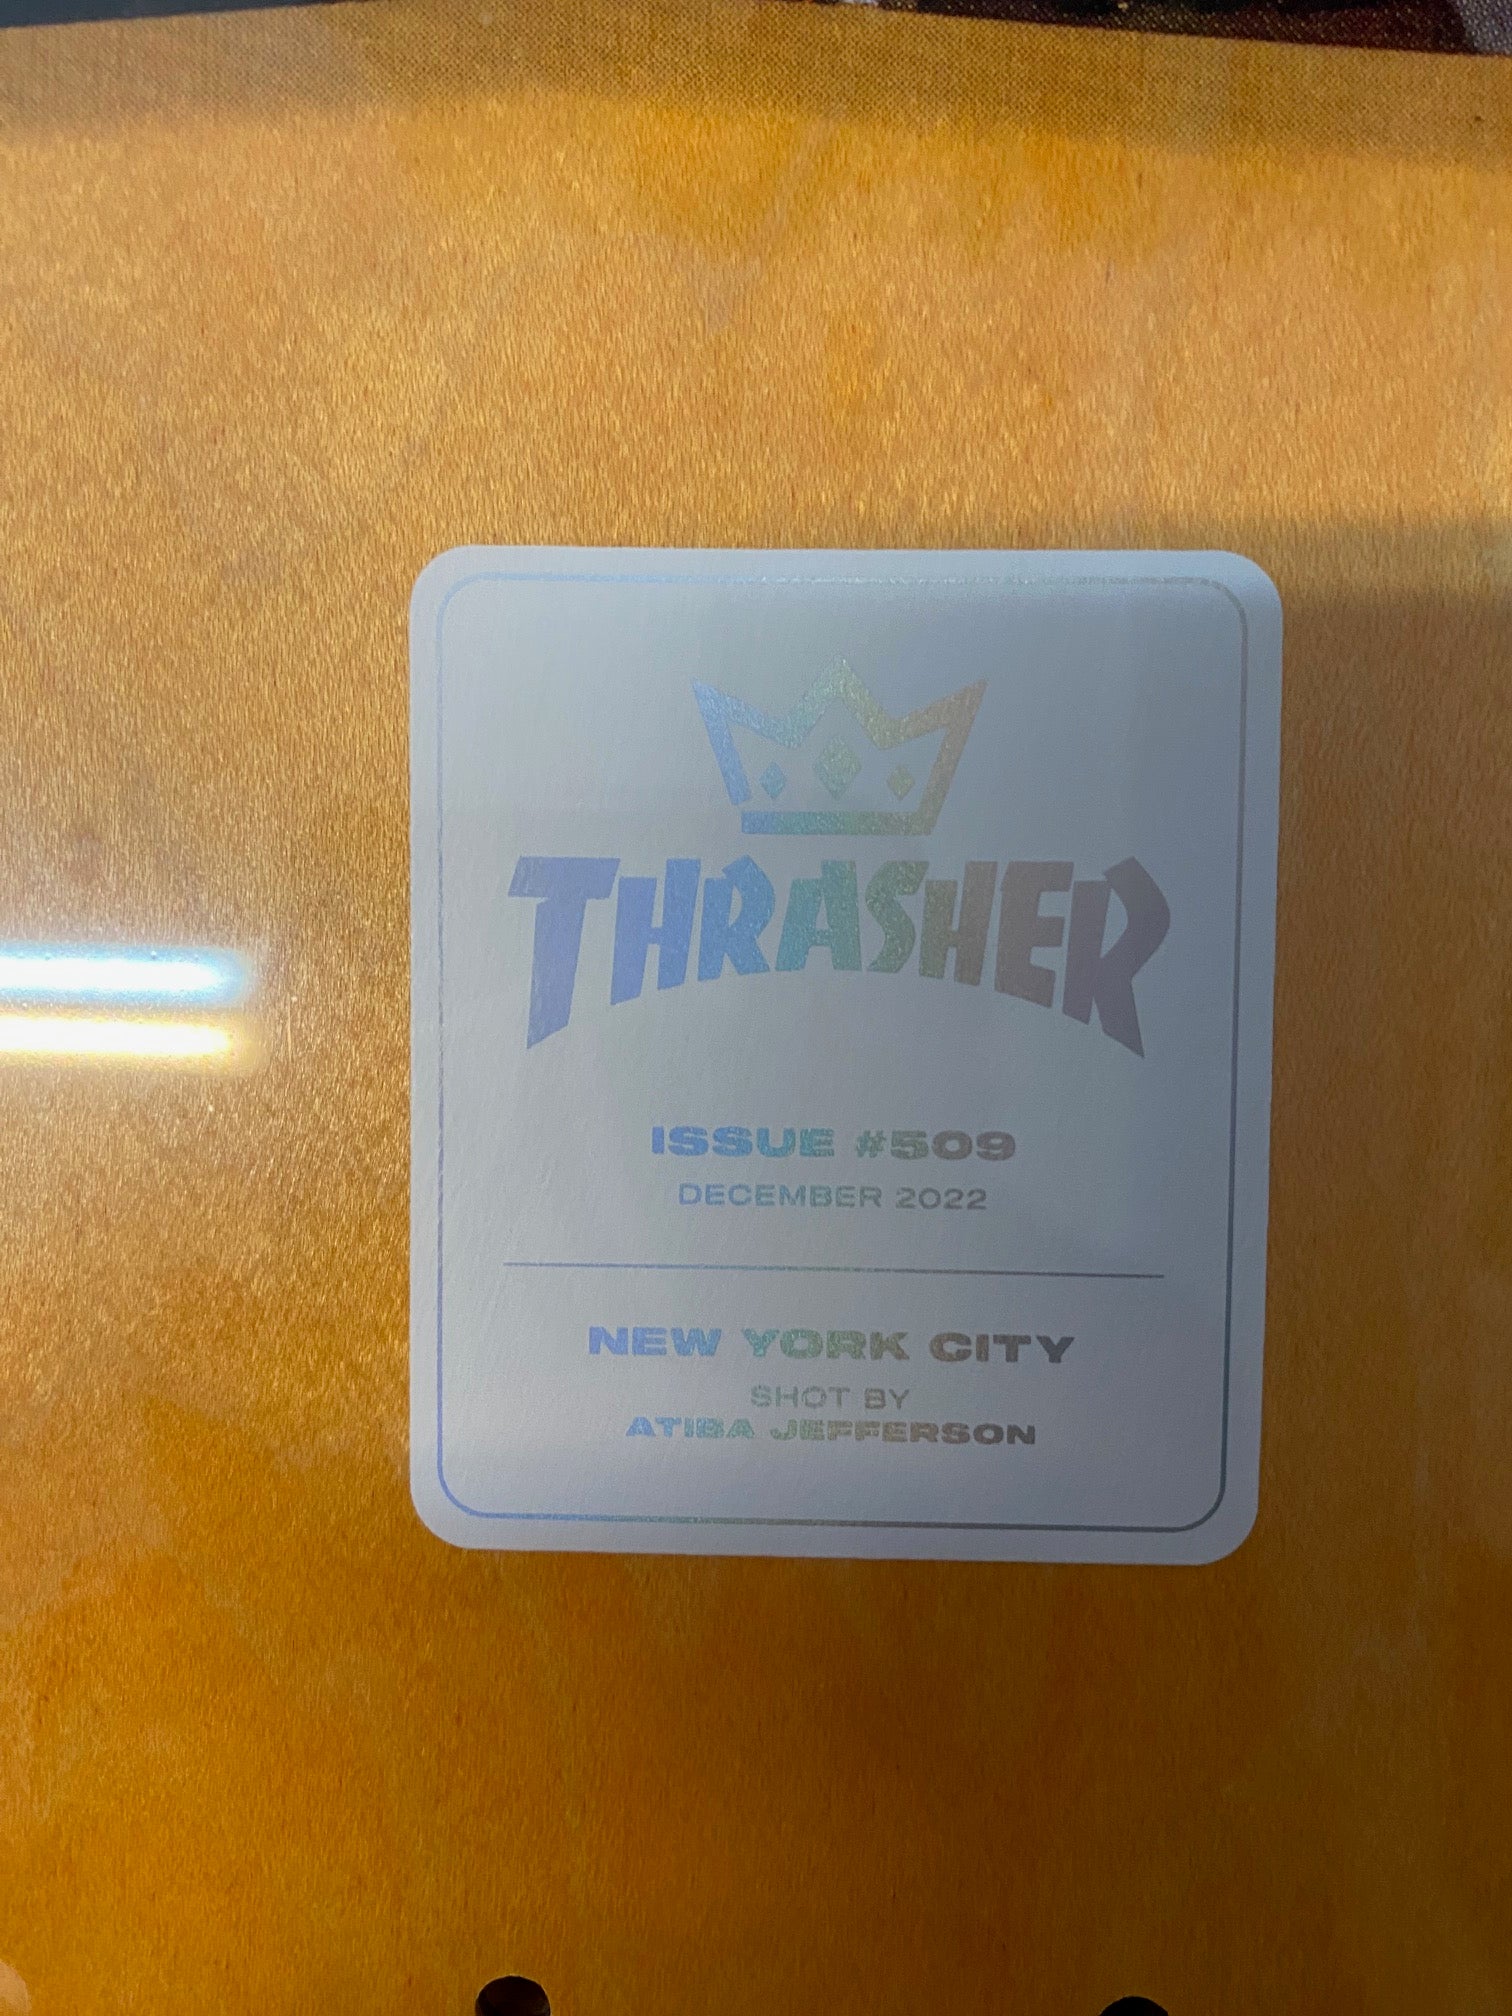 THRASHER
ISSUE #509
DECEMBER 2022
NEW YORK CITY
SHOT BY
ATIBA JEFFERSON